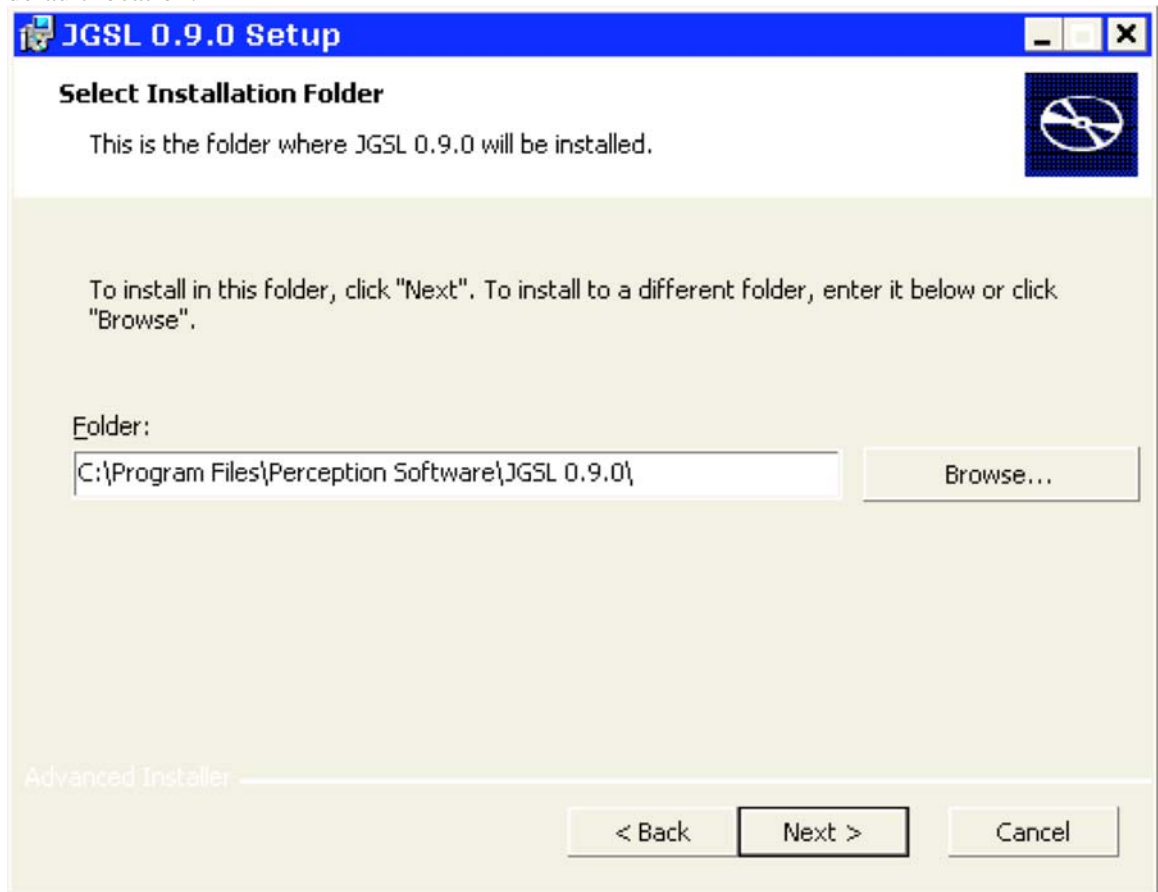 JGSL 0.9.0 Setup
Select Installation Folder
This is the folder where JGSL 0.9.0 will be installed.
To install in this folder, click "Next". To install to a different folder, enter it below or click
"Browse".
Folder:
C:\Program Files\Perception Software\JGSL 0.9.0\
Browse...
Advanced Installer
< Back
Next >
Cancel